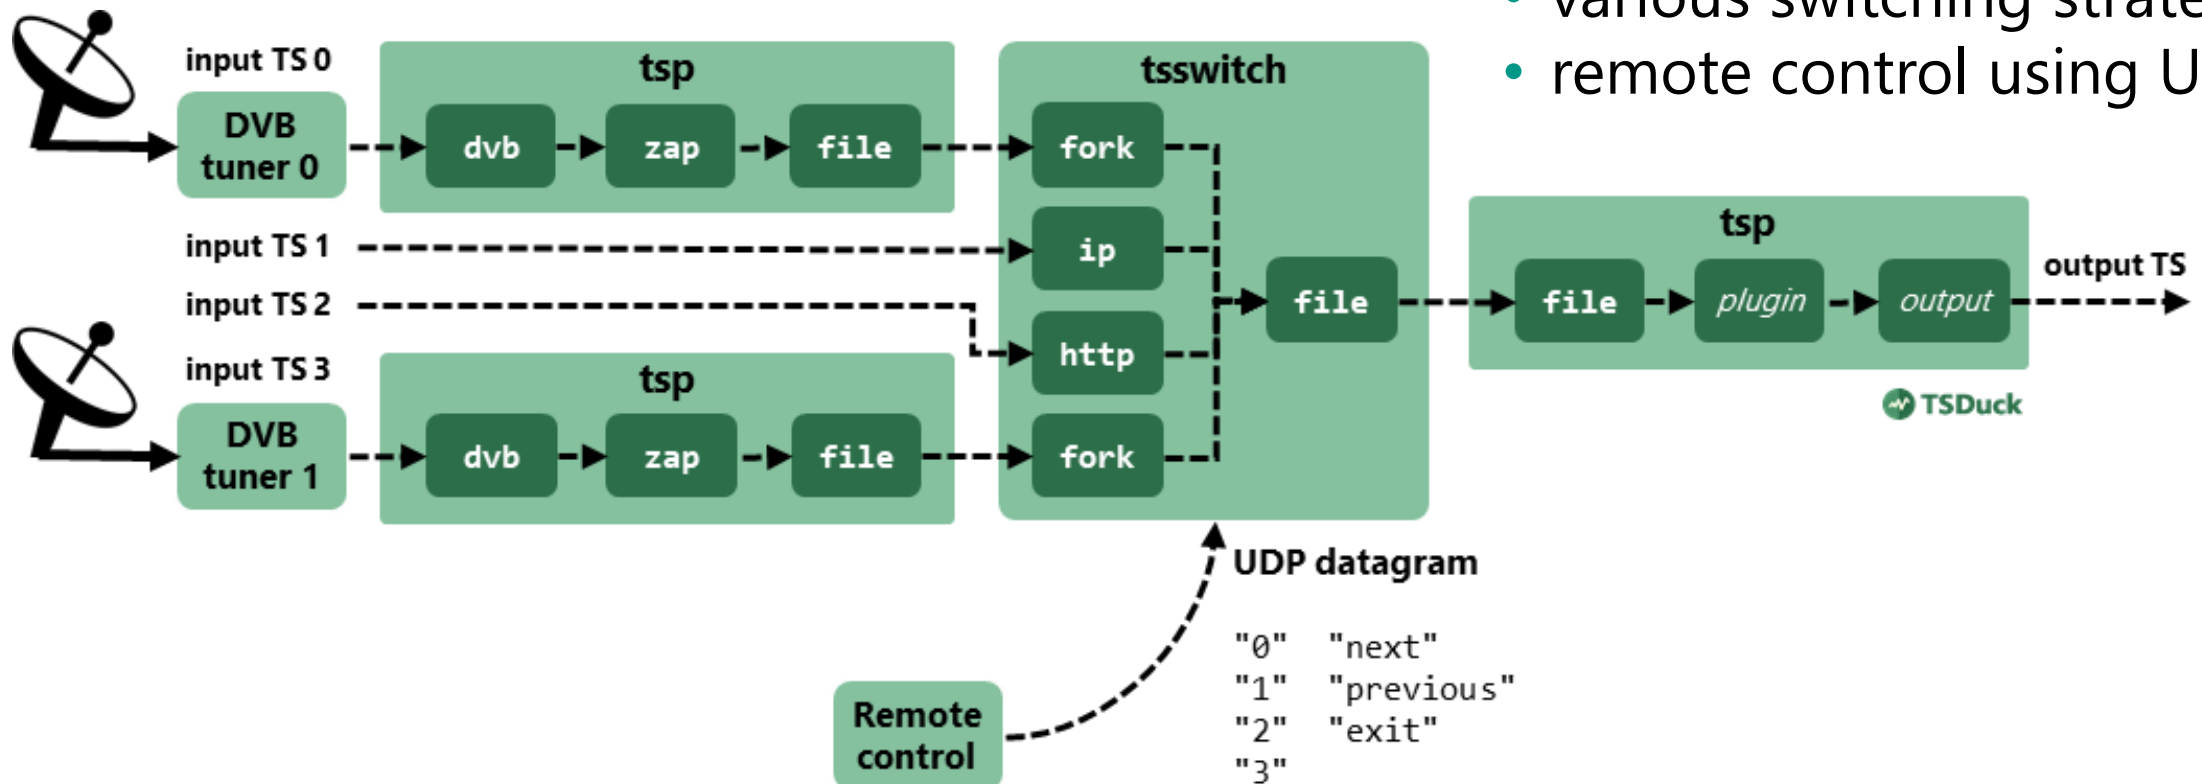 various switching
remote control using
input TS 0
DVB
tuner 0
tsp
dvb
zap
file
tsswitch
fork
input TS 1
ip
input TS 2
http
input TS 3
DVB
tuner 1
tsp
dvb
zap
file
fork
file
tsp
file
plugin
output
output TS
TSDuck
UDP datagram
"0" "next"
"1" "previous"
"2" "exit"
"3"
Remote
control